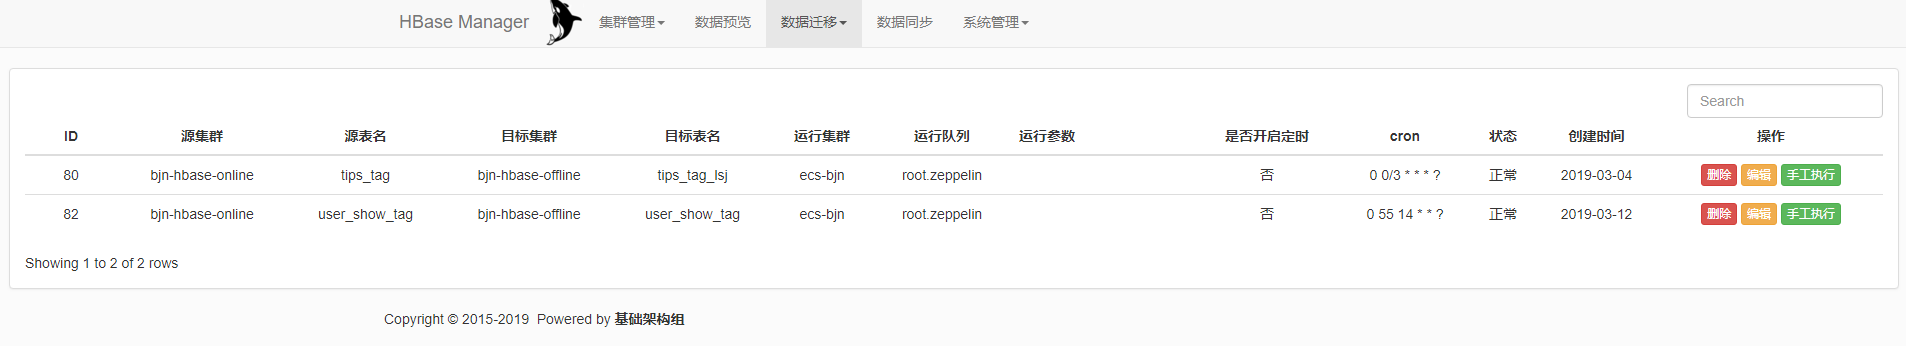 HBase Manager 集群管理 数据预览 数据迁移 数据同步 系统管理
Search
ID 源集群 源表名 目标集群 目标表名 运行集群 运行队列 运行参数 是否开启定时 cron 状态 创建时间 操作
80 bjn-hbase-online tips_tag bjn-hbase-offline tips_tag_lsj ecs-bjn root.zeppelin 否 0 0/3 * * * ? 正常 2019-03-04 删除 编辑 手工执行
82 bjn-hbase-online user_show_tag bjn-hbase-offline user_show_tag ecs-bjn root.zeppelin 否 0 55 14 * * ? 正常 2019-03-12 删除 编辑 手工执行
Showing 1 to 2 of 2 rows
Copyright © 2015-2019 Powered by 基础架构组